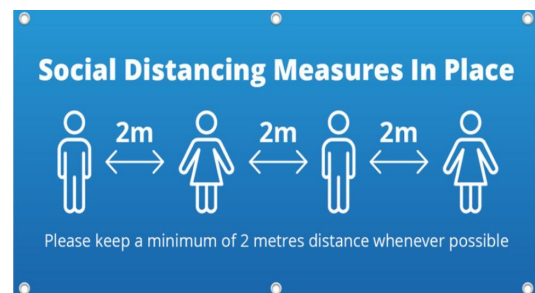 Social Distancing Measures In Place
2m 2m 2m
Please keep a minimum of 2 metres distance whenever possible